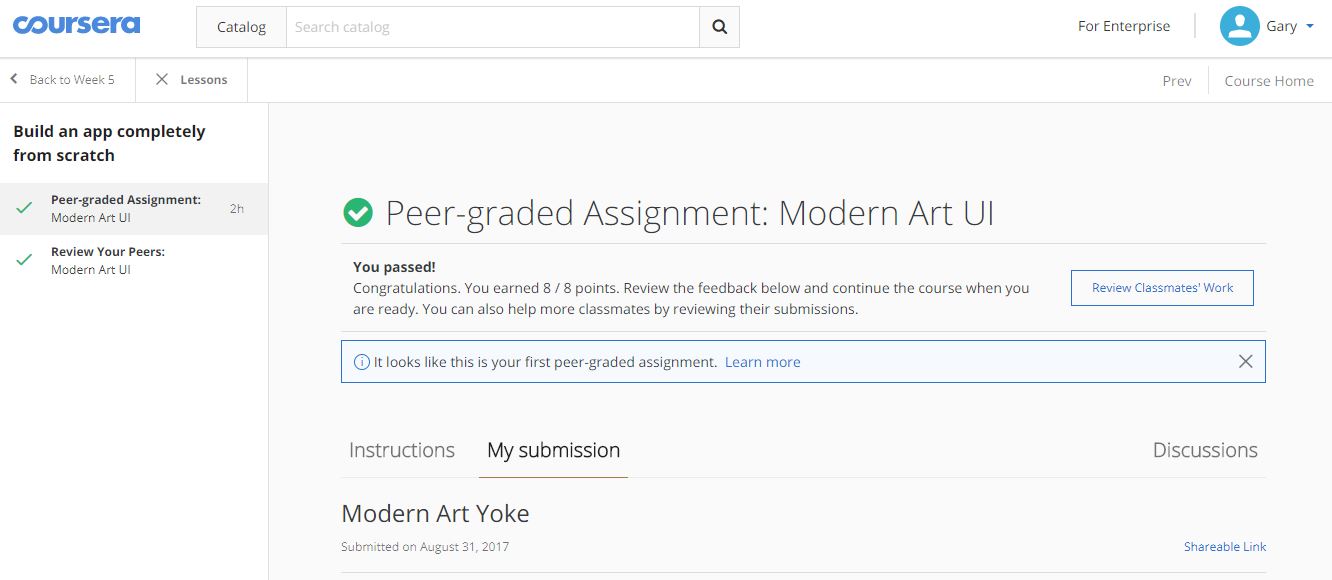 coursera
Catalog
Search catalog
For Enterprise
Gary
Back to Week 5
Lessons
Prev
Course Home
Build an app completely
from scratch
Peer-graded Assignment:
Modern Art UI
2h
Review Your Peers:
Modern Art UI
Peer-graded Assignment: Modern Art UI
You passed!
Congratulations. You earned 8 / 8 points. Review the feedback below and continue the course when you
are ready. You can also help more classmates by reviewing their submissions.
Review Classmates' Work
It looks like this is your first peer-graded assignment. Learn more
Instructions
My submission
Discussions
Modern Art Yoke
Submitted on August 31, 2017
Shareable Link